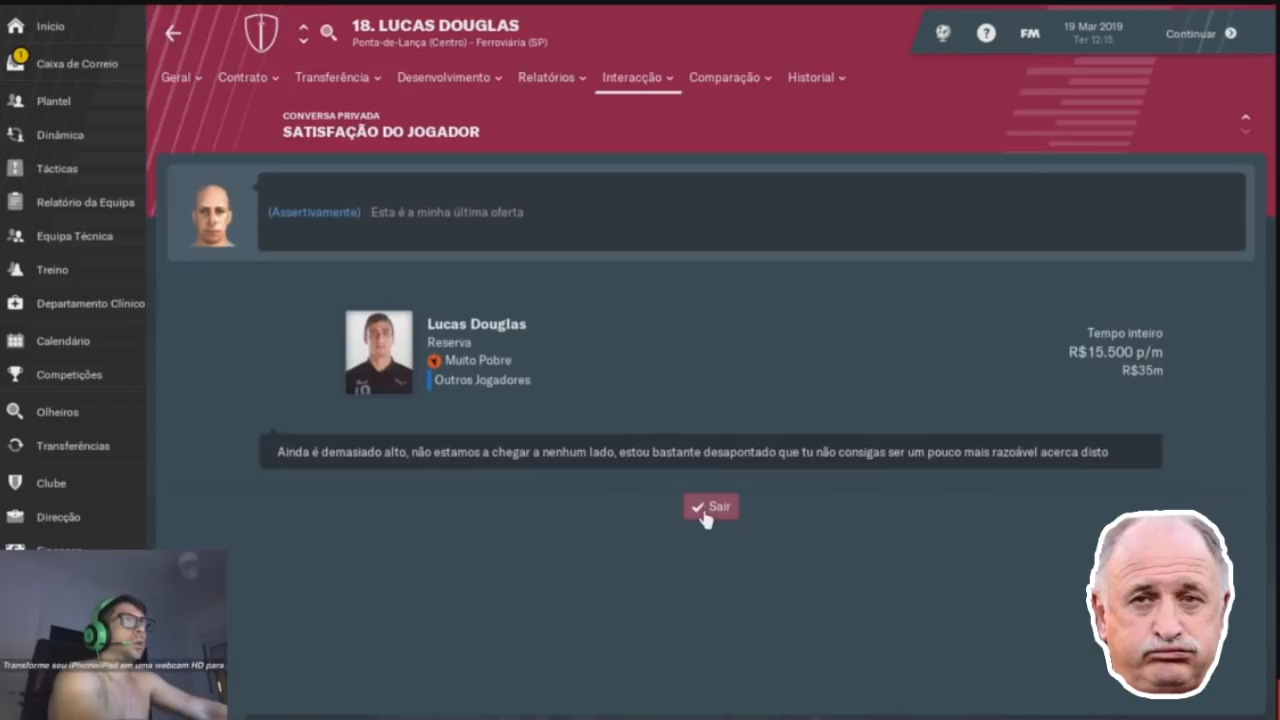 Início
1
Caixa de Correio
Plantel
Dinâmica
Tácticas
Relatório da Equipa
Equipa Técnica
Treino
Departamento Clínico
Calendário
Competições
Olheiros
Transferências
Clube
Direcção
18. LUCAS DOUGLAS
Ponta-de-Lança (Centro) - Ferroviária (SP)
?
FM
19 Mar 2019
Ter 12:15
Continuar
Geral
Contrato
Transferência
Desenvolvimento
Relatórios
Interacção
Comparação
Historial
CONVERSA PRIVADA
SATISFAÇÃO DO JOGADOR
(Assertivamente) Esta é a minha última oferta
Lucas Douglas
Reserva
Muito Pobre
Outros Jogadores
Tempo inteiro
R$15.500 p/m
R$35m
Ainda é demasiado alto, não estamos a chegar a nenhum lado, estou bastante desapontado que tu não consigas ser um pouco mais razoável acerca disto
Sair
Transforme seu iPhone/iPad em uma webcam HD para